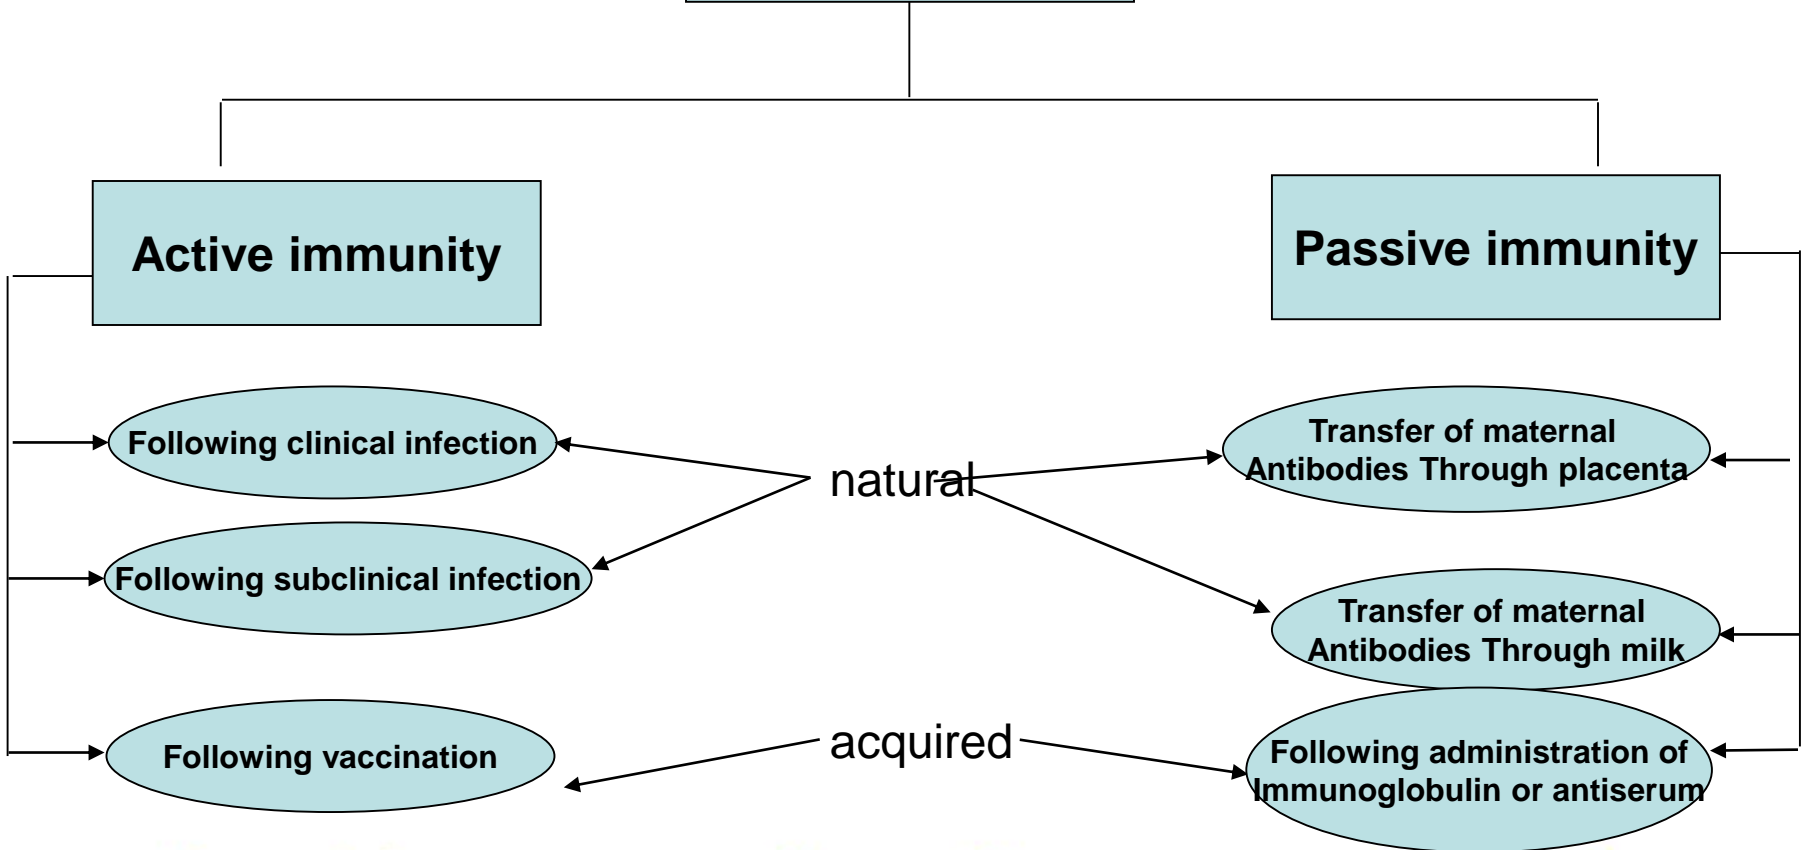 Active immunity
Passive immunity
Following clinical infection
natural
Transfer of maternal
Antibodies Through placenta
Following subclinical infection
Transfer of maternal
Antibodies Through milk
Following vaccination
acquired
Following administration of
Immunoglobulin or antiserum